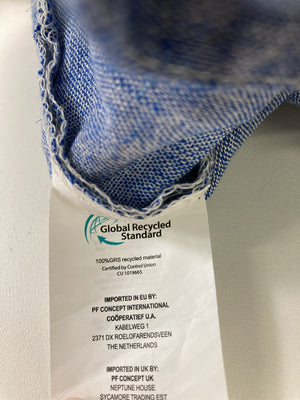 Global Recycled
Standard
100%GRS recycled material
Certified by Control Union
CU 1019665
IMPORTED IN EU BY:
PF CONCEPT INTERNATIONAL
COÖPERATIEF U.A.
KABELWEG 1
2371 DX ROELOFARENDSVEEN
THE NETHERLANDS
IMPORTED IN UK BY:
PF CONCEPT UK
NEPTUNE HOUSE
SYCAMORE TRADING EST